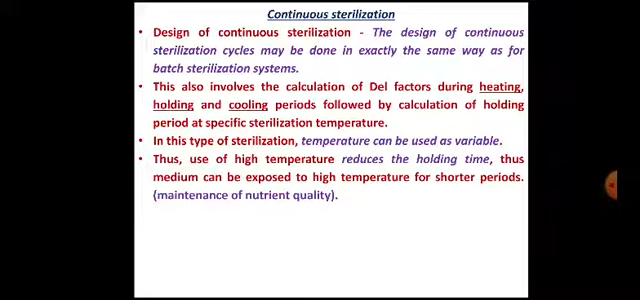 Continuous sterilization
• Design of continuous sterilization - The design of continuous
sterilization cycles may be done in exactly the same way as for
batch sterilization systems.
• This also involves the calculation of Del factors during heating,
holding and cooling periods followed by calculation of holding
period at specific sterilization temperature.
• In this type of sterilization, temperature can be used as variable.
• Thus, use of high temperature reduces the holding time, thus
medium can be exposed to high temperature for shorter periods.
(maintenance of nutrient quality).